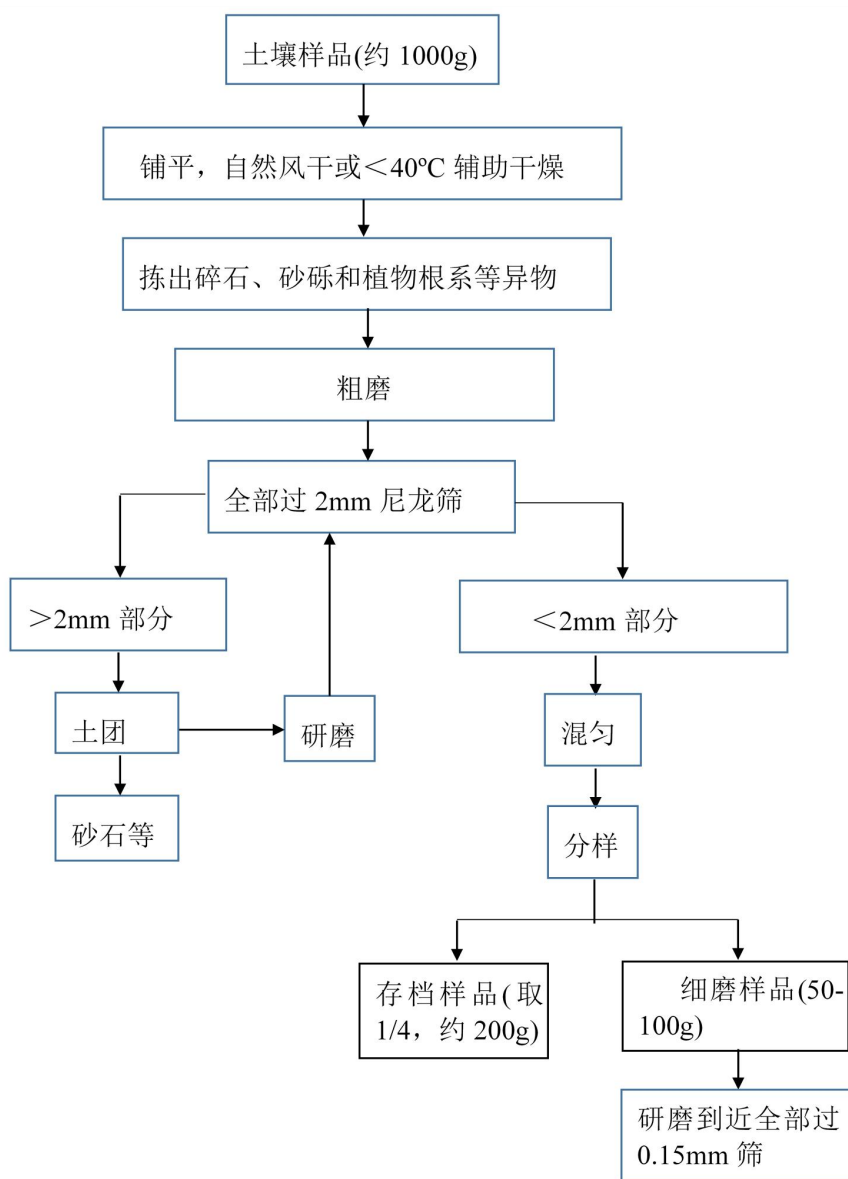 土壤样品(约 1000g)
铺平，自然风干或＜40ºC 辅助干燥
拣出碎石、砂砾和植物根系等异物
粗磨
全部过 2mm 尼龙筛
＞2mm 部分
＜2mm 部分
土团
研磨
混匀
砂石等
分样
存档样品(取
1/4，约 200g)
细磨样品(50-
100g)
研磨到近全部过
0.15mm 筛